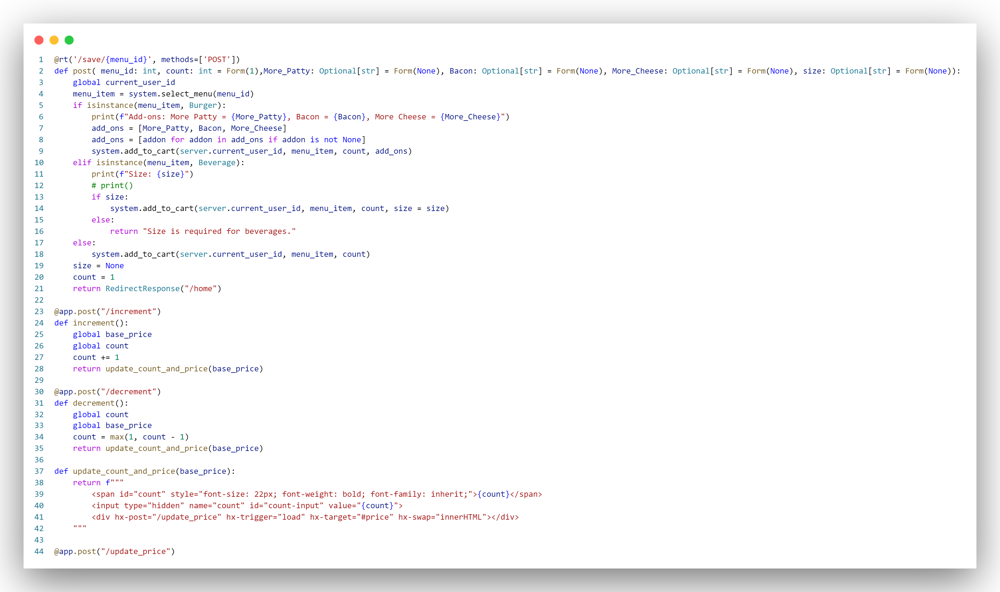 1 @rt('/save/{menu_id}', methods=['POST'])
2 def post( menu_id: int, count: int = Form(1),More_Patty: Optional[str] = Form(None), Bacon: Optional[str] = Form(None), More_Cheese: Optional[str] = Form(None), size: Optional[str] = Form(None)):
3     global current_user_id
4     menu_item = system.select_menu(menu_id)
5     if isinstance(menu_item, Burger):
6         print(f"Add-ons: More Patty = {More_Patty}, Bacon = {Bacon}, More Cheese = {More_Cheese}")
7         add_ons = [More_Patty, Bacon, More_Cheese]
8         add_ons = [addon for addon in add_ons if addon is not None]
9         system.add_to_cart(server.current_user_id, menu_item, count, add_ons)
10     elif isinstance(menu_item, Beverage):
11         print(f"Size: {size}")
12         # print()
13         if size:
14             system.add_to_cart(server.current_user_id, menu_item, count, size = size)
15         else:
16             return "Size is required for beverages."
17     else:
18         system.add_to_cart(server.current_user_id, menu_item, count)
19     size = None
20     count = 1
21     return RedirectResponse("/home")
22
23 @app.post("/increment")
24 def increment():
25     global base_price
26     global count
27     count += 1
28     return update_count_and_price(base_price)
29
30 @app.post("/decrement")
31 def decrement():
32     global count
33     global base_price
34     count = max(1, count - 1)
35     return update_count_and_price(base_price)
36
37 def update_count_and_price(base_price):
38     return f"""
39         <span id="count" style="font-size: 22px; font-weight: bold; font-family: inherit;">{count}</span>
40         <input type="hidden" name="count" id="count-input" value="{count}">
41         <div hx-post="/update_price" hx-trigger="load" hx-target="#price" hx-swap="innerHTML"></div>
42     """
43
44 @app.post("/update_price")